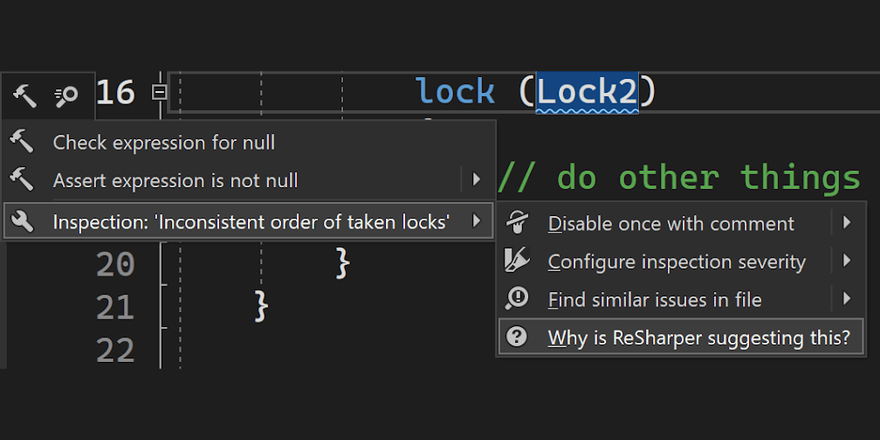 16 lock (Lock2)
Check expression for null
Assert expression is not null
// do other things
Inspection: 'Inconsistent order of taken locks'
Disable once with comment
20 }
Configure inspection severity
21 }
Find similar issues in file
22
Why is ReSharper suggesting this?